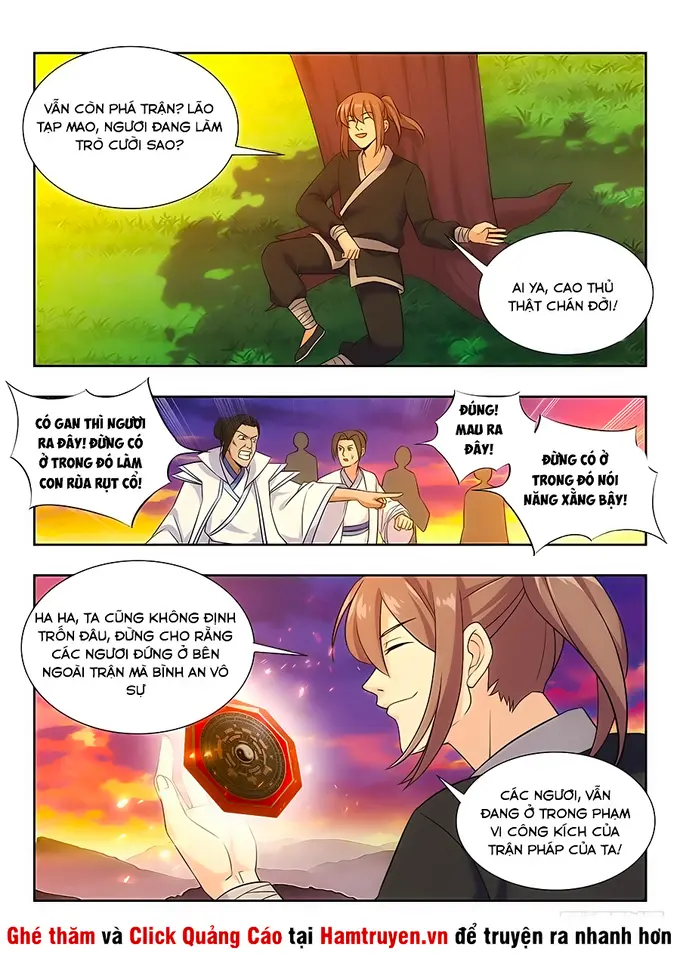 VẪN CÒN PHÁ TRẬN? LÃO
TẠP MAO, NGƯƠI ĐANG LÀM
TRÒ CƯỜI SAO?
AI YA, CAO THỦ
THẬT CHÁN ĐỜI!
CÓ GAN THÌ NGƯƠI
RA ĐÂY! ĐỪNG CÓ
Ở TRONG ĐÓ LÀM
CON RÙA RỤT CỔ!
ĐÚNG!
MAU RA
ĐÂY!
ĐỪNG CÓ Ở
TRONG ĐÓ NÓI
NĂNG XẰNG BẬY!
HA HA, TA CŨNG KHÔNG ĐỊNH
TRỐN ĐÂU, ĐỪNG CHO RẰNG
CÁC NGƯƠI ĐỨNG Ở BÊN
NGOÀI TRẬN MÀ BÌNH AN VÔ
SỰ
CÁC NGƯƠI, VẪN
ĐANG Ở TRONG PHẠM
VI CÔNG KÍCH CỦA
TRẬN PHÁP CỦA TA!
Ghé thăm và Click Quảng Cáo tại Hamtruyen.vn để truyện ra nhanh hơn